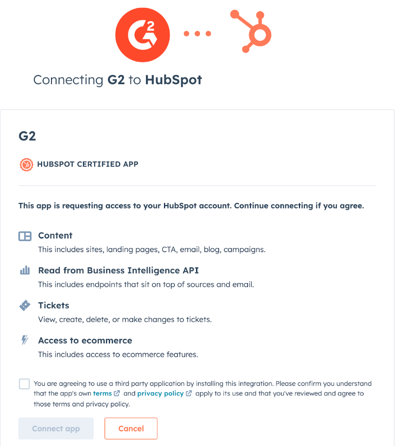 G2
Connecting G2 to HubSpot
G2
HUBSPOT CERTIFIED APP
This app is requesting access to your HubSpot account. Continue connecting if you agree.
Content
This includes sites, landing pages, CTA, email, blog, campaigns.
Read from Business Intelligence API
This includes endpoints that sit on top of sources and email.
Tickets
View, create, delete, or make changes to tickets.
Access to ecommerce
This includes access to ecommerce features.
You are agreeing to use a third party application by installing this integration. Please confirm you understand
that the app's own terms and privacy policy apply to its use and that you've reviewed and agree to
those terms and privacy policy.
Connect app Cancel